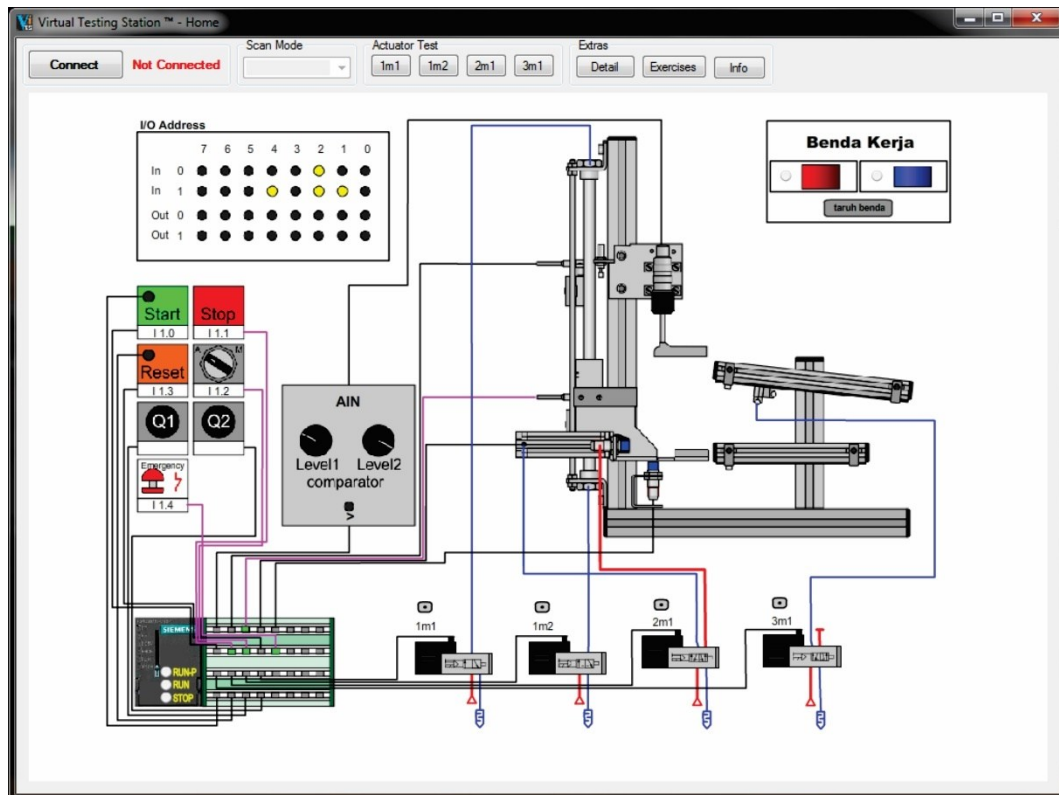 Virtual Testing Station ™ - Home
Connect
Not Connected
Scan Mode
Actuator Test
1m1 1m2 2m1 3m1
Extras
Detail Exercises Info
I/O Address
7 6 5 4 3 2 1 0
In 0
In 1
Out 0
Out 1
Benda Kerja
taruh benda
Start Stop
I 1.0 I 1.1
A M
Reset
I 1.3 I 1.2
Q1 Q2
Emergency
I 1.4
AIN
Level1 Level2
comparator
>
S S
S S
1m1 1m2 2m1 3m1
SIEMENS
RUN-P
RUN
STOP